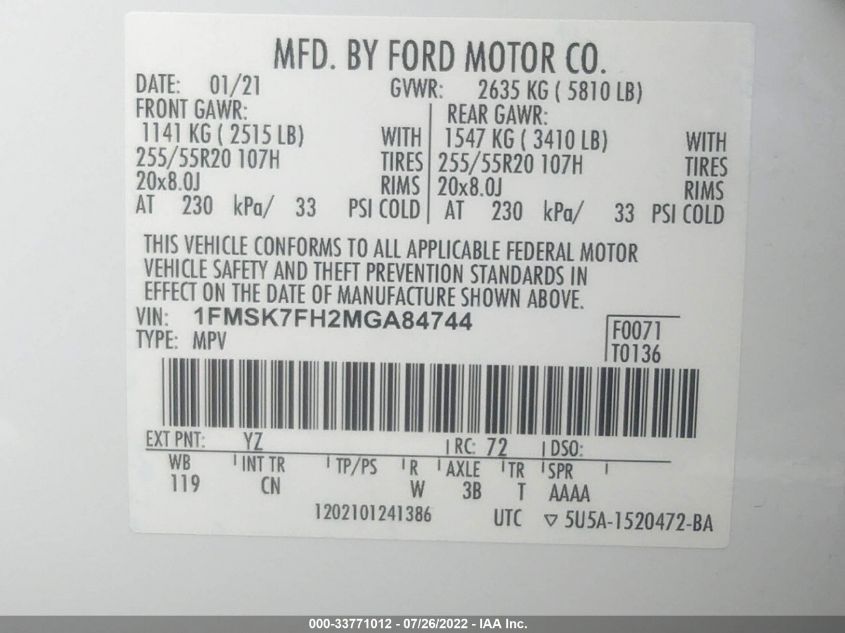 MFD. BY FORD MOTOR CO.
DATE: 01/21 GVWR: 2635 KG ( 5810 LB)
FRONT GAWR: REAR GAWR:
1141 KG ( 2515 LB) WITH 1547 KG ( 3410 LB) WITH
255/55R20 107H TIRES 255/55R20 107H TIRES
20x8.0J RIMS 20x8.0J RIMS
AT 230 kPa/ 33 PSI COLD AT 230 kPa/ 33 PSI COLD
THIS VEHICLE CONFORMS TO ALL APPLICABLE FEDERAL MOTOR
VEHICLE SAFETY AND THEFT PREVENTION STANDARDS IN
EFFECT ON THE DATE OF MANUFACTURE SHOWN ABOVE.
VIN: 1FMSK7FH2MGA84744 F0071
TYPE: MPV T0136
EXT PNT: YZ RC: 72 DSO:
WB INT TR TP/PS R AXLE TR SPR
119 CN W 3B T AAAA
1202101241386 UTC ▽ 5U5A-1520472-BA
000-33771012 - 07/26/2022 - IAA Inc.